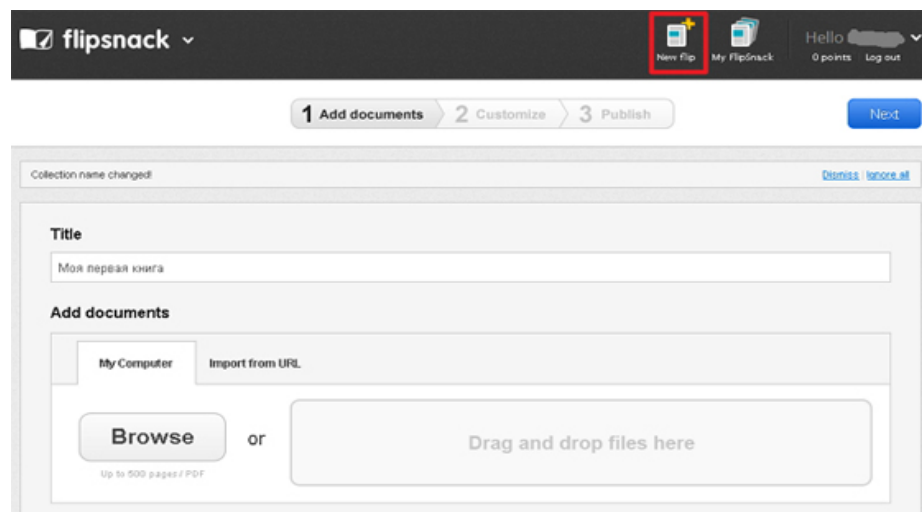 flipsnack
New flip
My FlipSnack
Hello
0 points Log out
1 Add documents 2 Customize 3 Publish
Next
Collection name changed!
Dismiss Ignore all
Title
Моя первая книга
Add documents
My Computer Import from URL
Browse or Drag and drop files here
Up to 500 pages / PDF